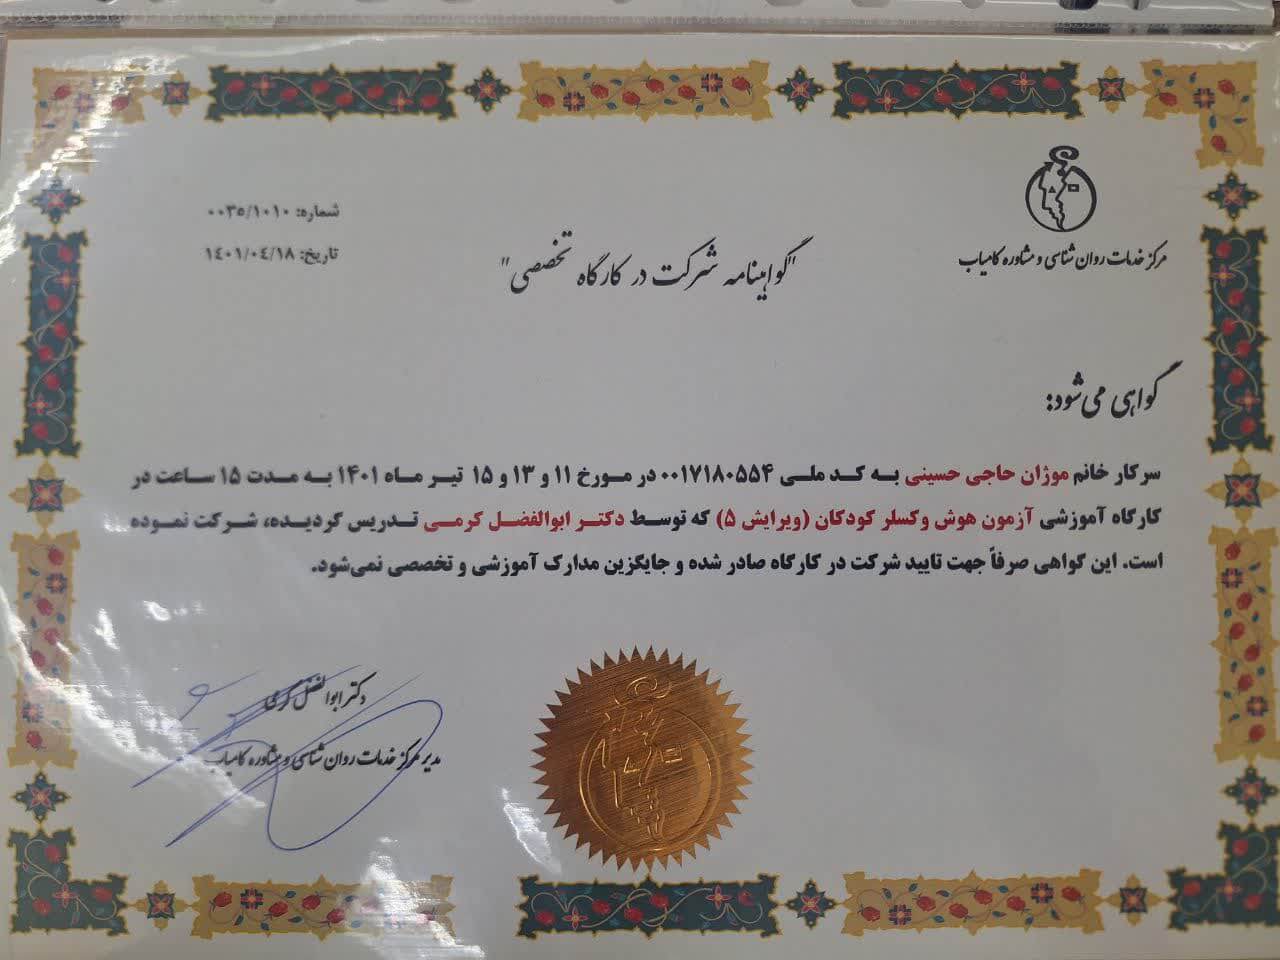 مرکز خدمات روان شناسی و مشاوره کامیاب
شماره: ۰۰۳۵/۱۰۱۰
تاریخ: ۱۴۰۱/۰۴/۱۸
"گواهینامه شرکت در کارگاه تخصصی"
گواهی می‌شود:
سرکار خانم موژان حاجی حسینی به کد ملی ۰۰۱۷۱۸۰۵۵۴ در مورخ ۱۱ و ۱۳ و ۱۵ تیر ماه ۱۴۰۱ به مدت ۱۵ ساعت در
کارگاه آموزشی آزمون هوش وکسلر کودکان (ویرایش ۵) که توسط دکتر ابوالفضل کرمی تدریس گردیده، شرکت نموده
است. این گواهی صرفاً جهت تایید شرکت در کارگاه صادر شده و جایگزین مدارک آموزشی و تخصصی نمی‌شود.
دکتر ابوالفضل کرمی
مدیر مرکز خدمات روان شناسی و مشاوره کامیاب